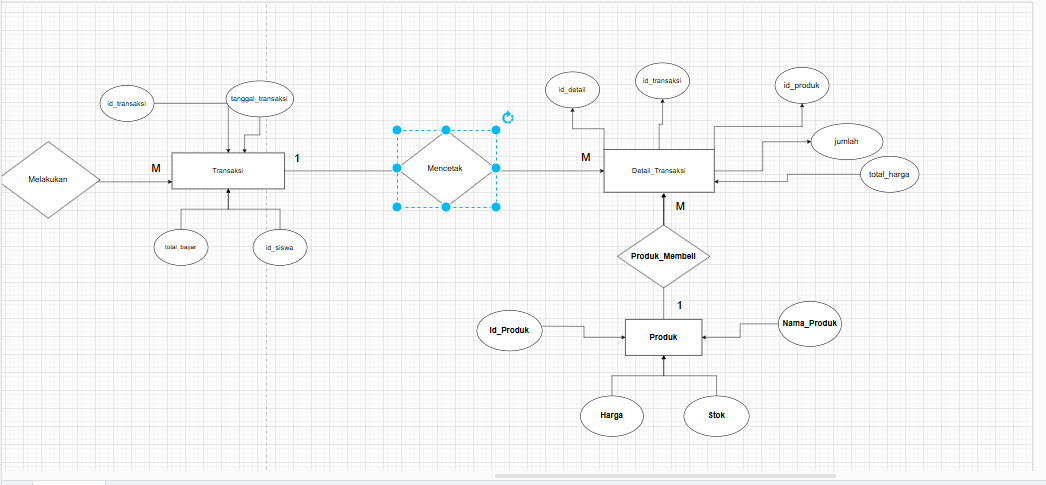 id_transaksi
tanggal_transaksi
id_detail
id_transaksi
id_produk
jumlah
total_harga
Melakukan
M
Transaksi
1
Mencetak
M
Detail_Transaksi
total_bayar
id_siswa
M
Produk_Membeli
1
Id_Produk
Produk
Nama_Produk
Harga
Stok